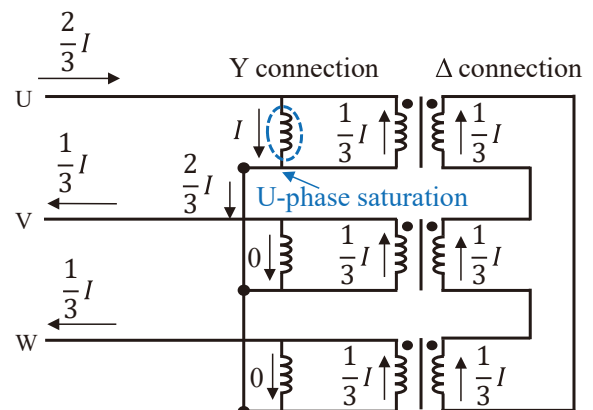 2/3 I
Y connection
Δ connection
U
I
1/3 I
1/3 I
1/3 I
2/3 I
U-phase saturation
V
0
1/3 I
1/3 I
1/3 I
W
0
1/3 I
1/3 I